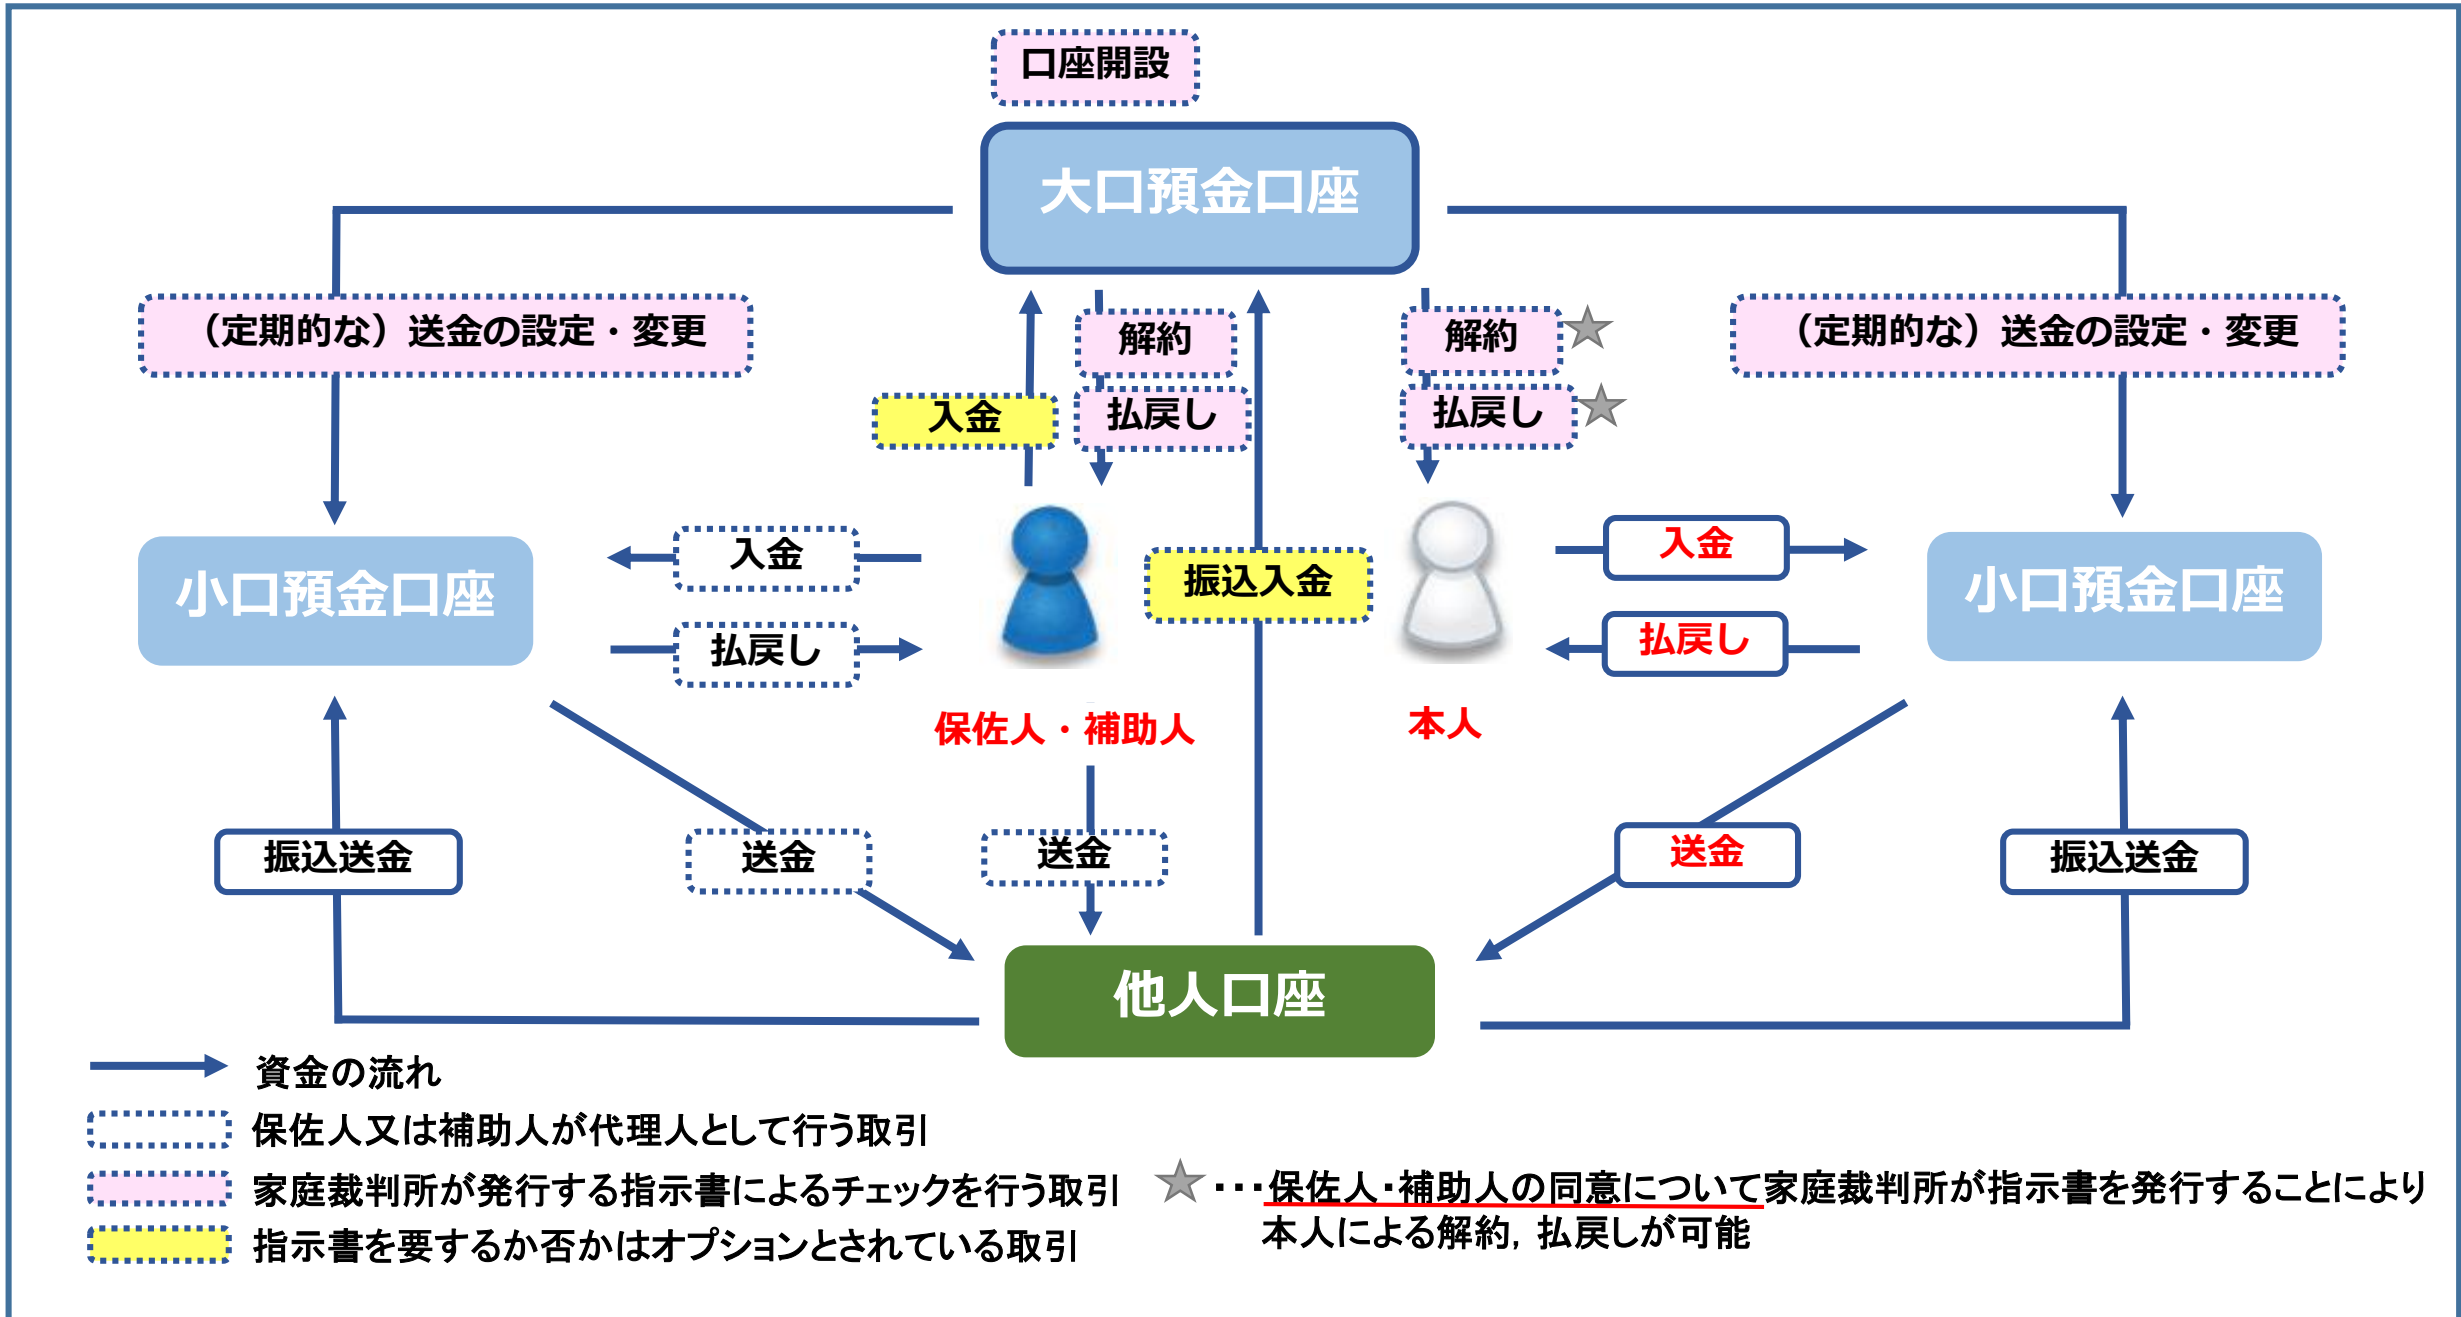 口座開設
大口預金口座
（定期的な）送金の設定・変更
解約
解約
（定期的な）送金の設定・変更
入金
払戻し
払戻し
入金
振込入金
入金
小口預金口座
小口預金口座
払戻し
払戻し
保佐人・補助人
本人
振込送金
送金
送金
送金
振込送金
他人口座
資金の流れ
保佐人又は補助人が代理人として行う取引
家庭裁判所が発行する指示書によるチェックを行う取引
・・・保佐人・補助人の同意について家庭裁判所が指示書を発行することにより
本人による解約，払戻しが可能
指示書を要するか否かはオプションとされている取引